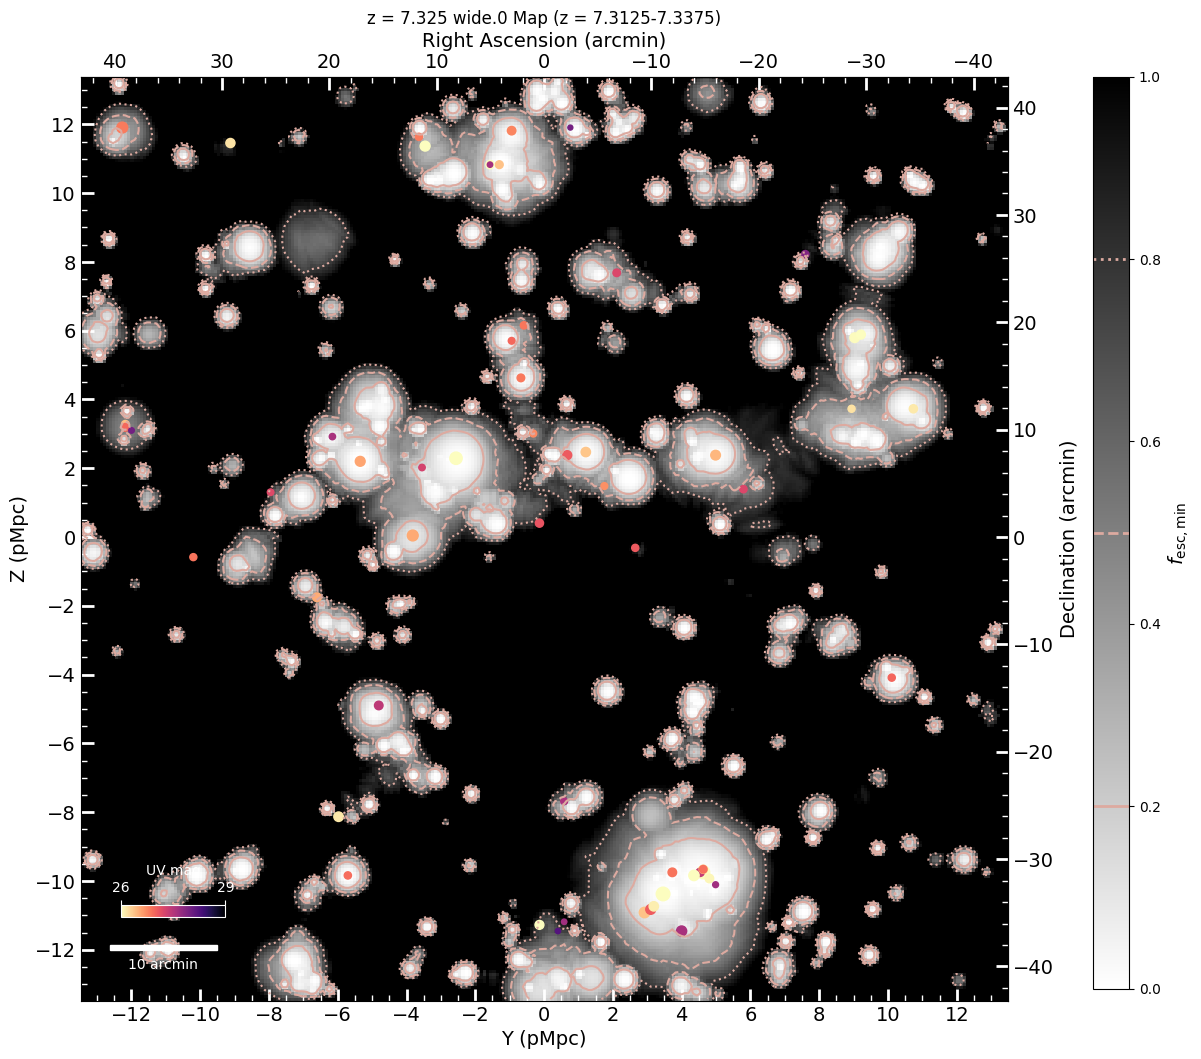 z = 7.325 wide.0 Map (z = 7.3125-7.3375)
Right Ascension (arcmin)
40 30 20 10 0 −10 −20 −30 −40
12
10
8
6
4
2
0
−2
−4
−6
−8
−10
−12
Z (pMpc)
−12 −10 −8 −6 −4 −2 0 2 4 6 8 10 12
Y (pMpc)
40
30
20
10
0
−10
−20
−30
−40
Declination (arcmin)
UV mag
26 29
10 arcmin
1.0
0.8
0.6
0.4
0.2
0.0
fesc,min